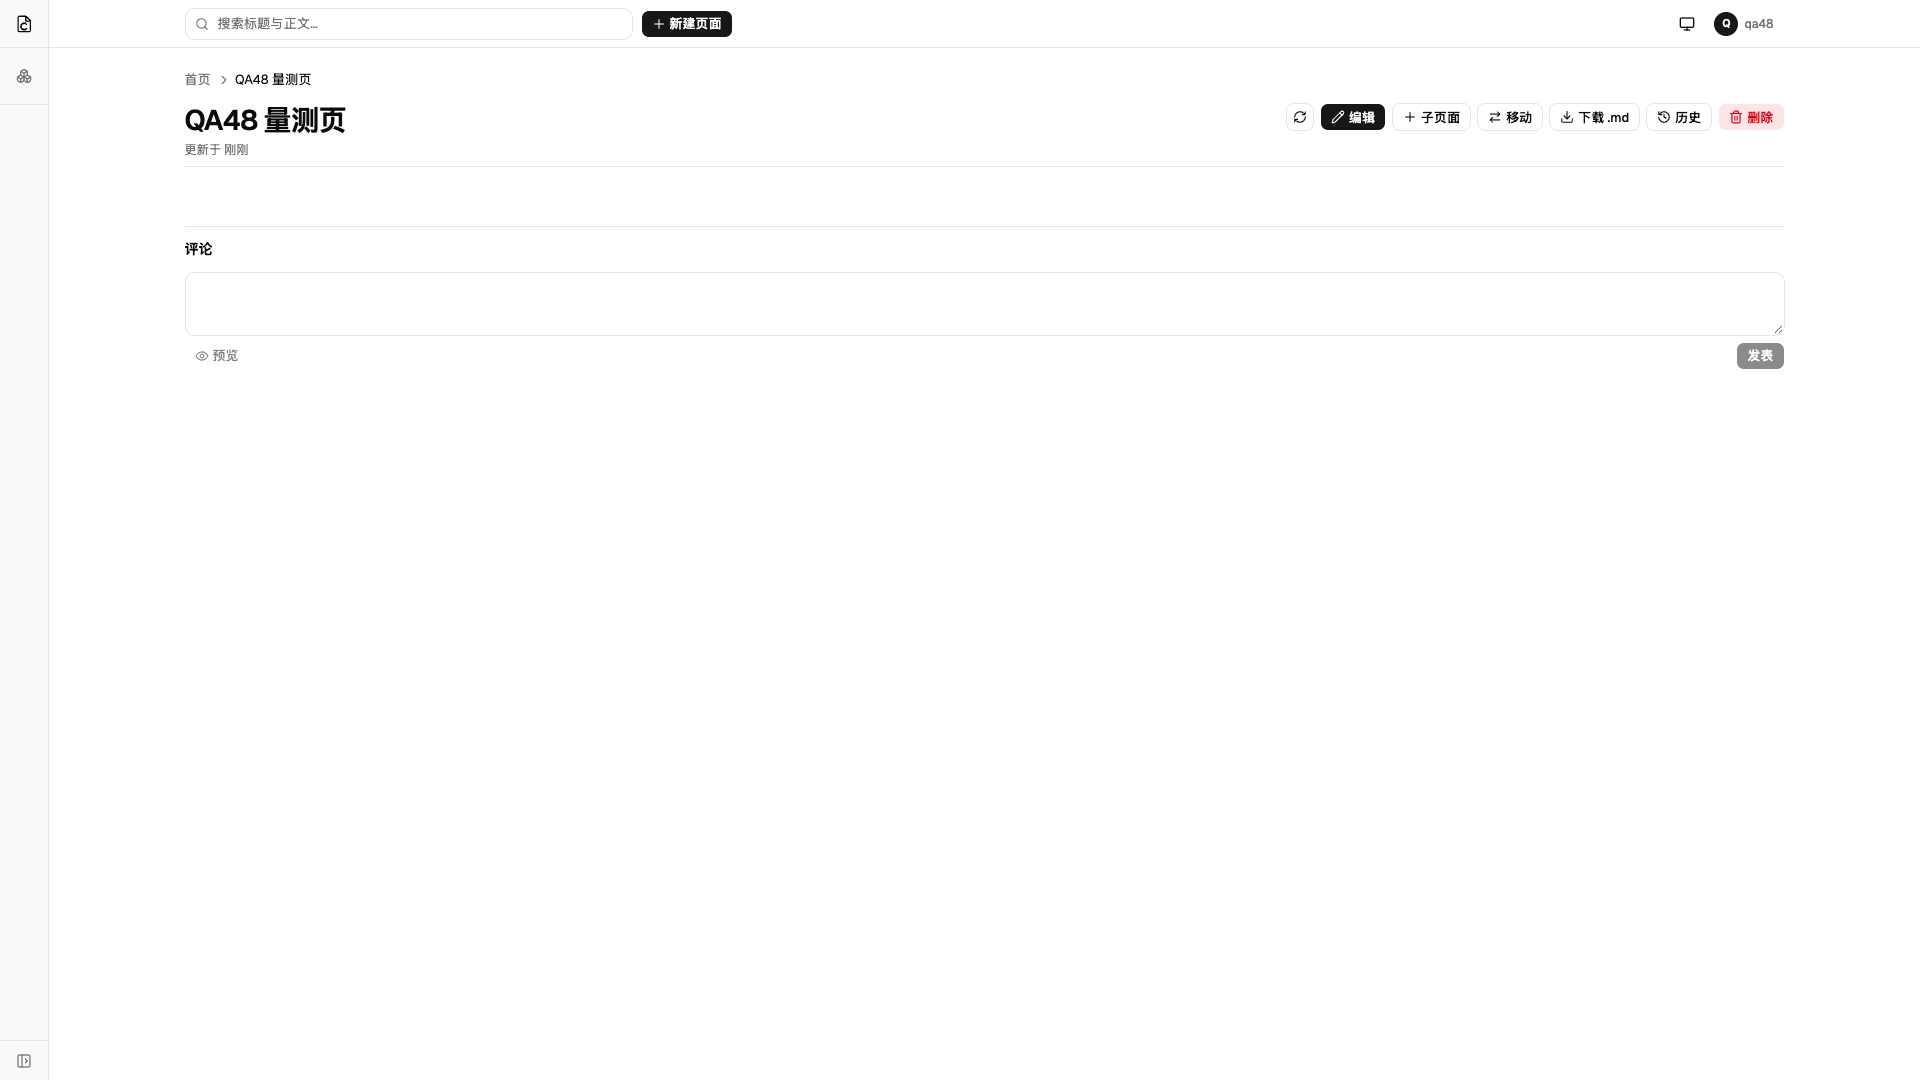 搜索标题与正文...
新建页面
Q qa48
首页 > QA48 量测页
QA48 量测页
编辑
子页面
移动
下载 .md
历史
删除
更新于 刚刚
评论
预览
发表